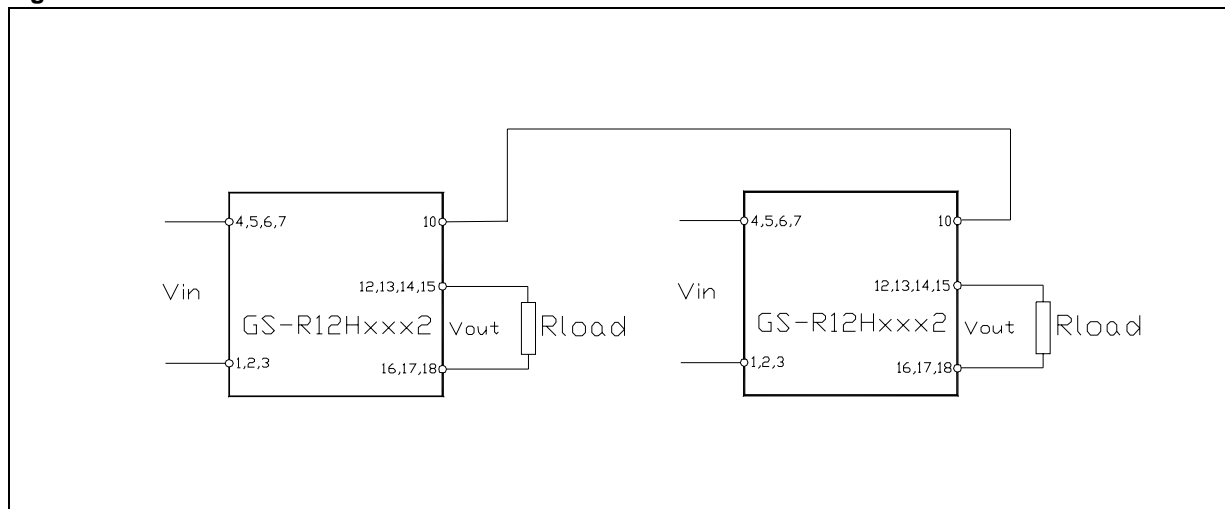 4,5,6,7
10
Vin
12,13,14,15
GS-R12Hxxx2
Vout
Rload
1,2,3
16,17,18
4,5,6,7
10
Vin
12,13,14,15
GS-R12Hxxx2
Vout
Rload
1,2,3
16,17,18